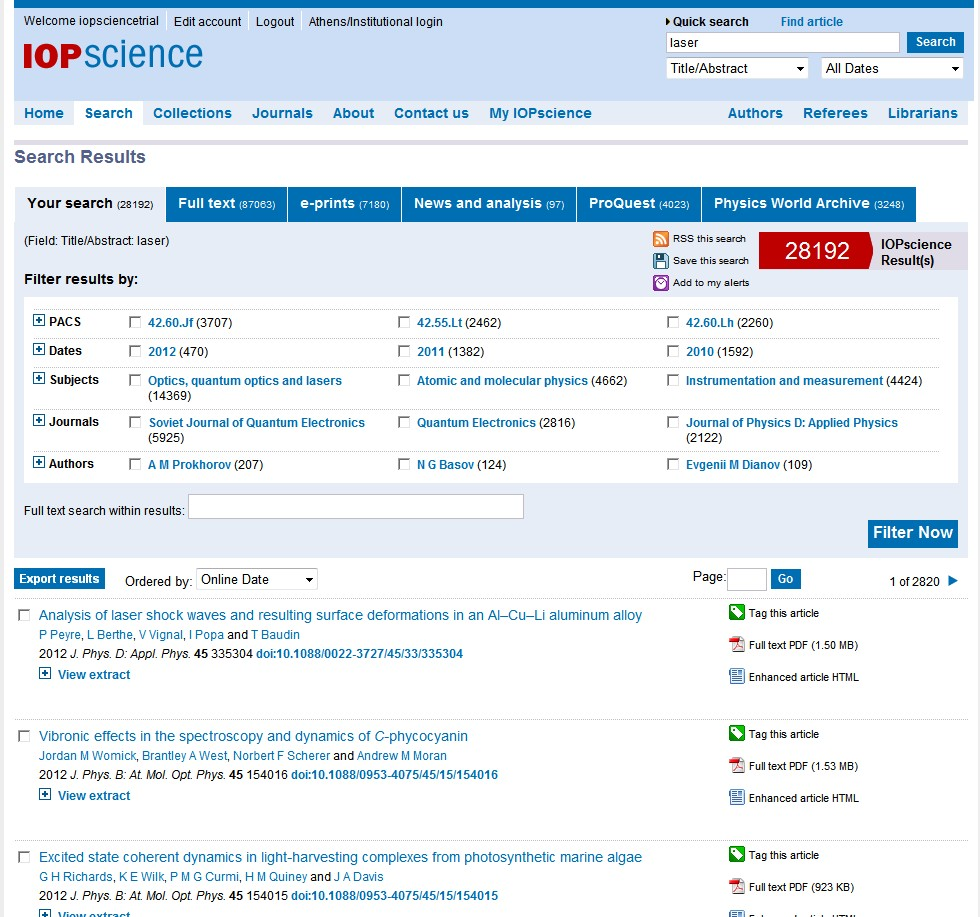 Welcome iopsciencetrial Edit account Logout Athens/Institutional login
Quick search Find article
IOPscience
laser Search
Title/Abstract All Dates
Home Search Collections Journals About Contact us My IOPscience Authors Referees Librarians
Search Results
Your search (28192) Full text (87063) e-prints (7180) News and analysis (97) ProQuest (4023) Physics World Archive (3248)
(Field: Title/Abstract: laser)
RSS this search
Save this search
Add to my alerts
28192 IOPscience
Result(s)
Filter results by:
PACS 42.60.Jf (3707) 42.55.Lt (2462) 42.60.Lh (2260)
Dates 2012 (470) 2011 (1382) 2010 (1592)
Subjects Optics, quantum optics and lasers (14369) Atomic and molecular physics (4662) Instrumentation and measurement (4424)
Journals Soviet Journal of Quantum Electronics (5925) Quantum Electronics (2816) Journal of Physics D: Applied Physics (2122)
Authors A M Prokhorov (207) N G Basov (124) Evgenii M Dianov (109)
Full text search within results:
Filter Now
Export results Ordered by: Online Date Page: Go 1 of 2820
Analysis of laser shock waves and resulting surface deformations in an Al–Cu–Li aluminum alloy
P Peyre, L Berthe, V Vignal, I Popa and T Baudin
2012 J. Phys. D: Appl. Phys. 45 335304 doi:10.1088/0022-3727/45/33/335304
View extract
Tag this article
Full text PDF (1.50 MB)
Enhanced article HTML
Vibronic effects in the spectroscopy and dynamics of C-phycocyanin
Jordan M Womick, Brantley A West, Norbert F Scherer and Andrew M Moran
2012 J. Phys. B: At. Mol. Opt. Phys. 45 154016 doi:10.1088/0953-4075/45/15/154016
View extract
Tag this article
Full text PDF (1.53 MB)
Enhanced article HTML
Excited state coherent dynamics in light-harvesting complexes from photosynthetic marine algae
G H Richards, K E Wilk, P M G Curmi, H M Quiney and J A Davis
2012 J. Phys. B: At. Mol. Opt. Phys. 45 154015 doi:10.1088/0953-4075/45/15/154015
View extract
Tag this article
Full text PDF (923 KB)